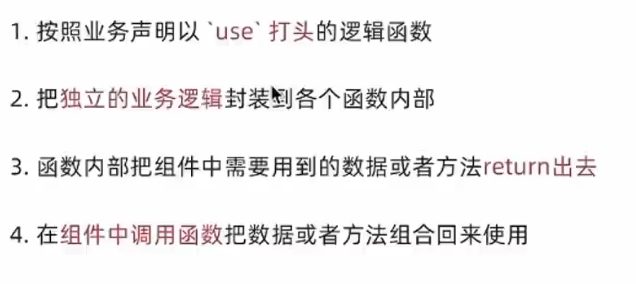 1. 按照业务声明以 `use` 打头的逻辑函数
2. 把独立的业务逻辑封装到各个函数内部
3. 函数内部把组件中需要用到的数据或者方法return出去
4. 在组件中调用函数把数据或者方法组合回来使用